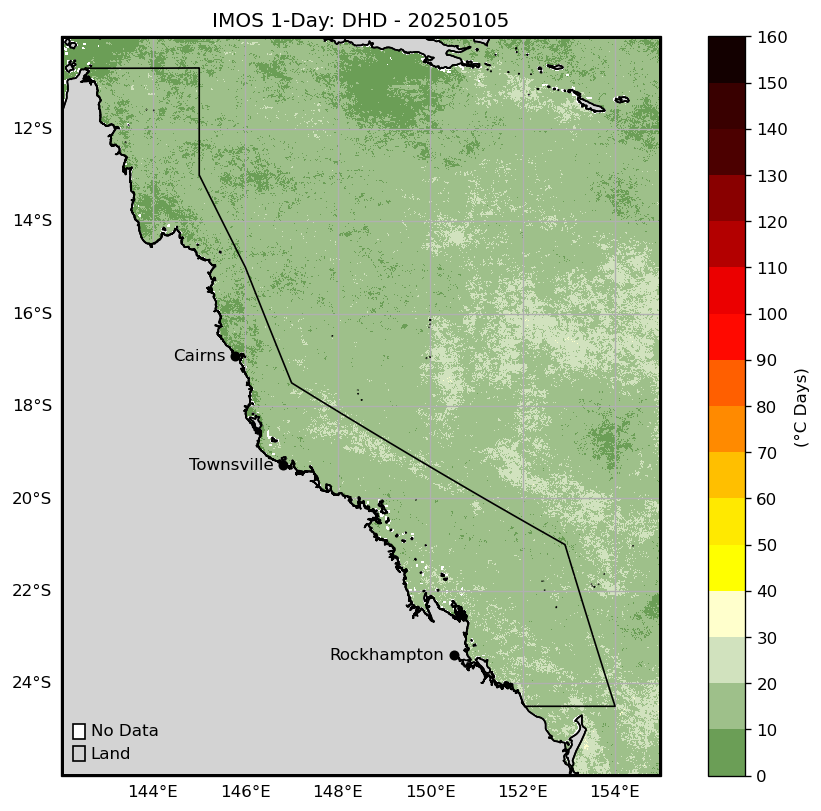 IMOS 1-Day: DHD - 20250105
12°S
14°S
16°S
18°S
20°S
22°S
24°S
Cairns
Townsville
Rockhampton
No Data
Land
144°E 146°E 148°E 150°E 152°E 154°E
160
150
140
130
120
110
100
90
80
70
60
50
40
30
20
10
0
(°C Days)